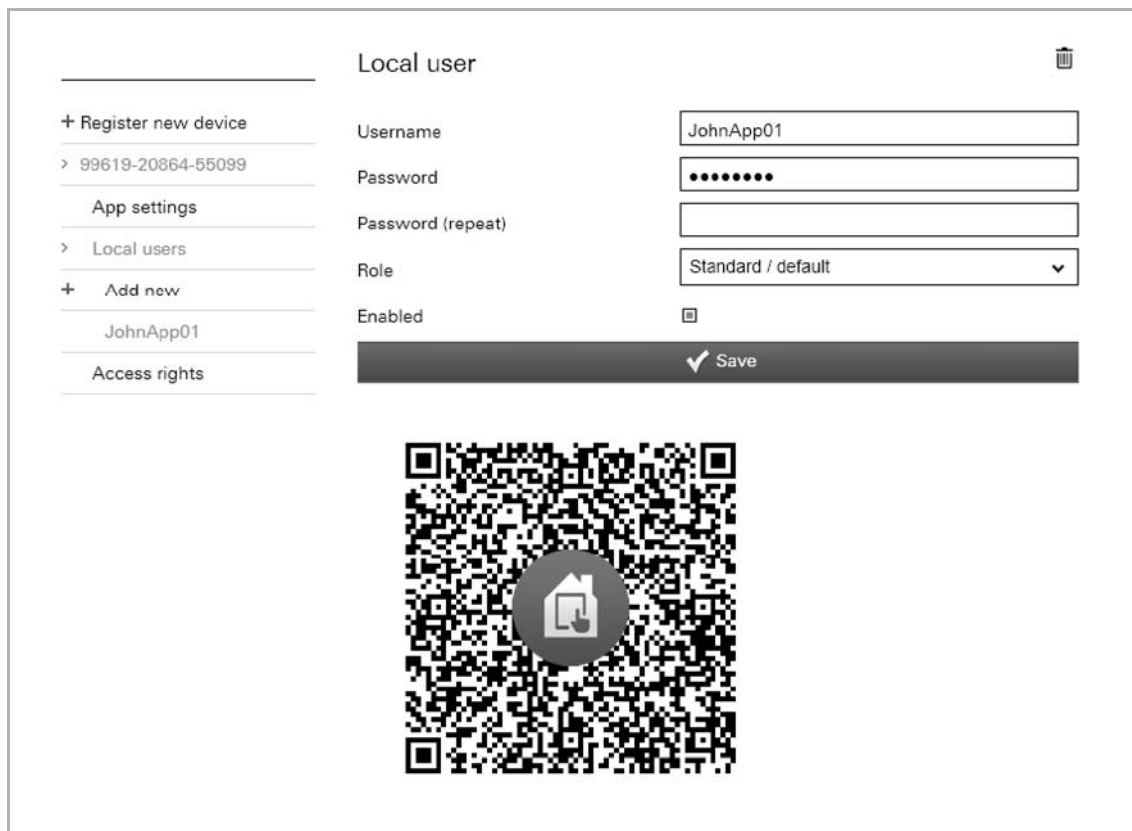 Local user
+ Register new device
> 99619-20864-55099
App settings
> Local users
+ Add new
JohnApp01
Access rights
Username
JohnApp01
Password
••••••••
Password (repeat)
Role
Standard / default
Enabled
Save